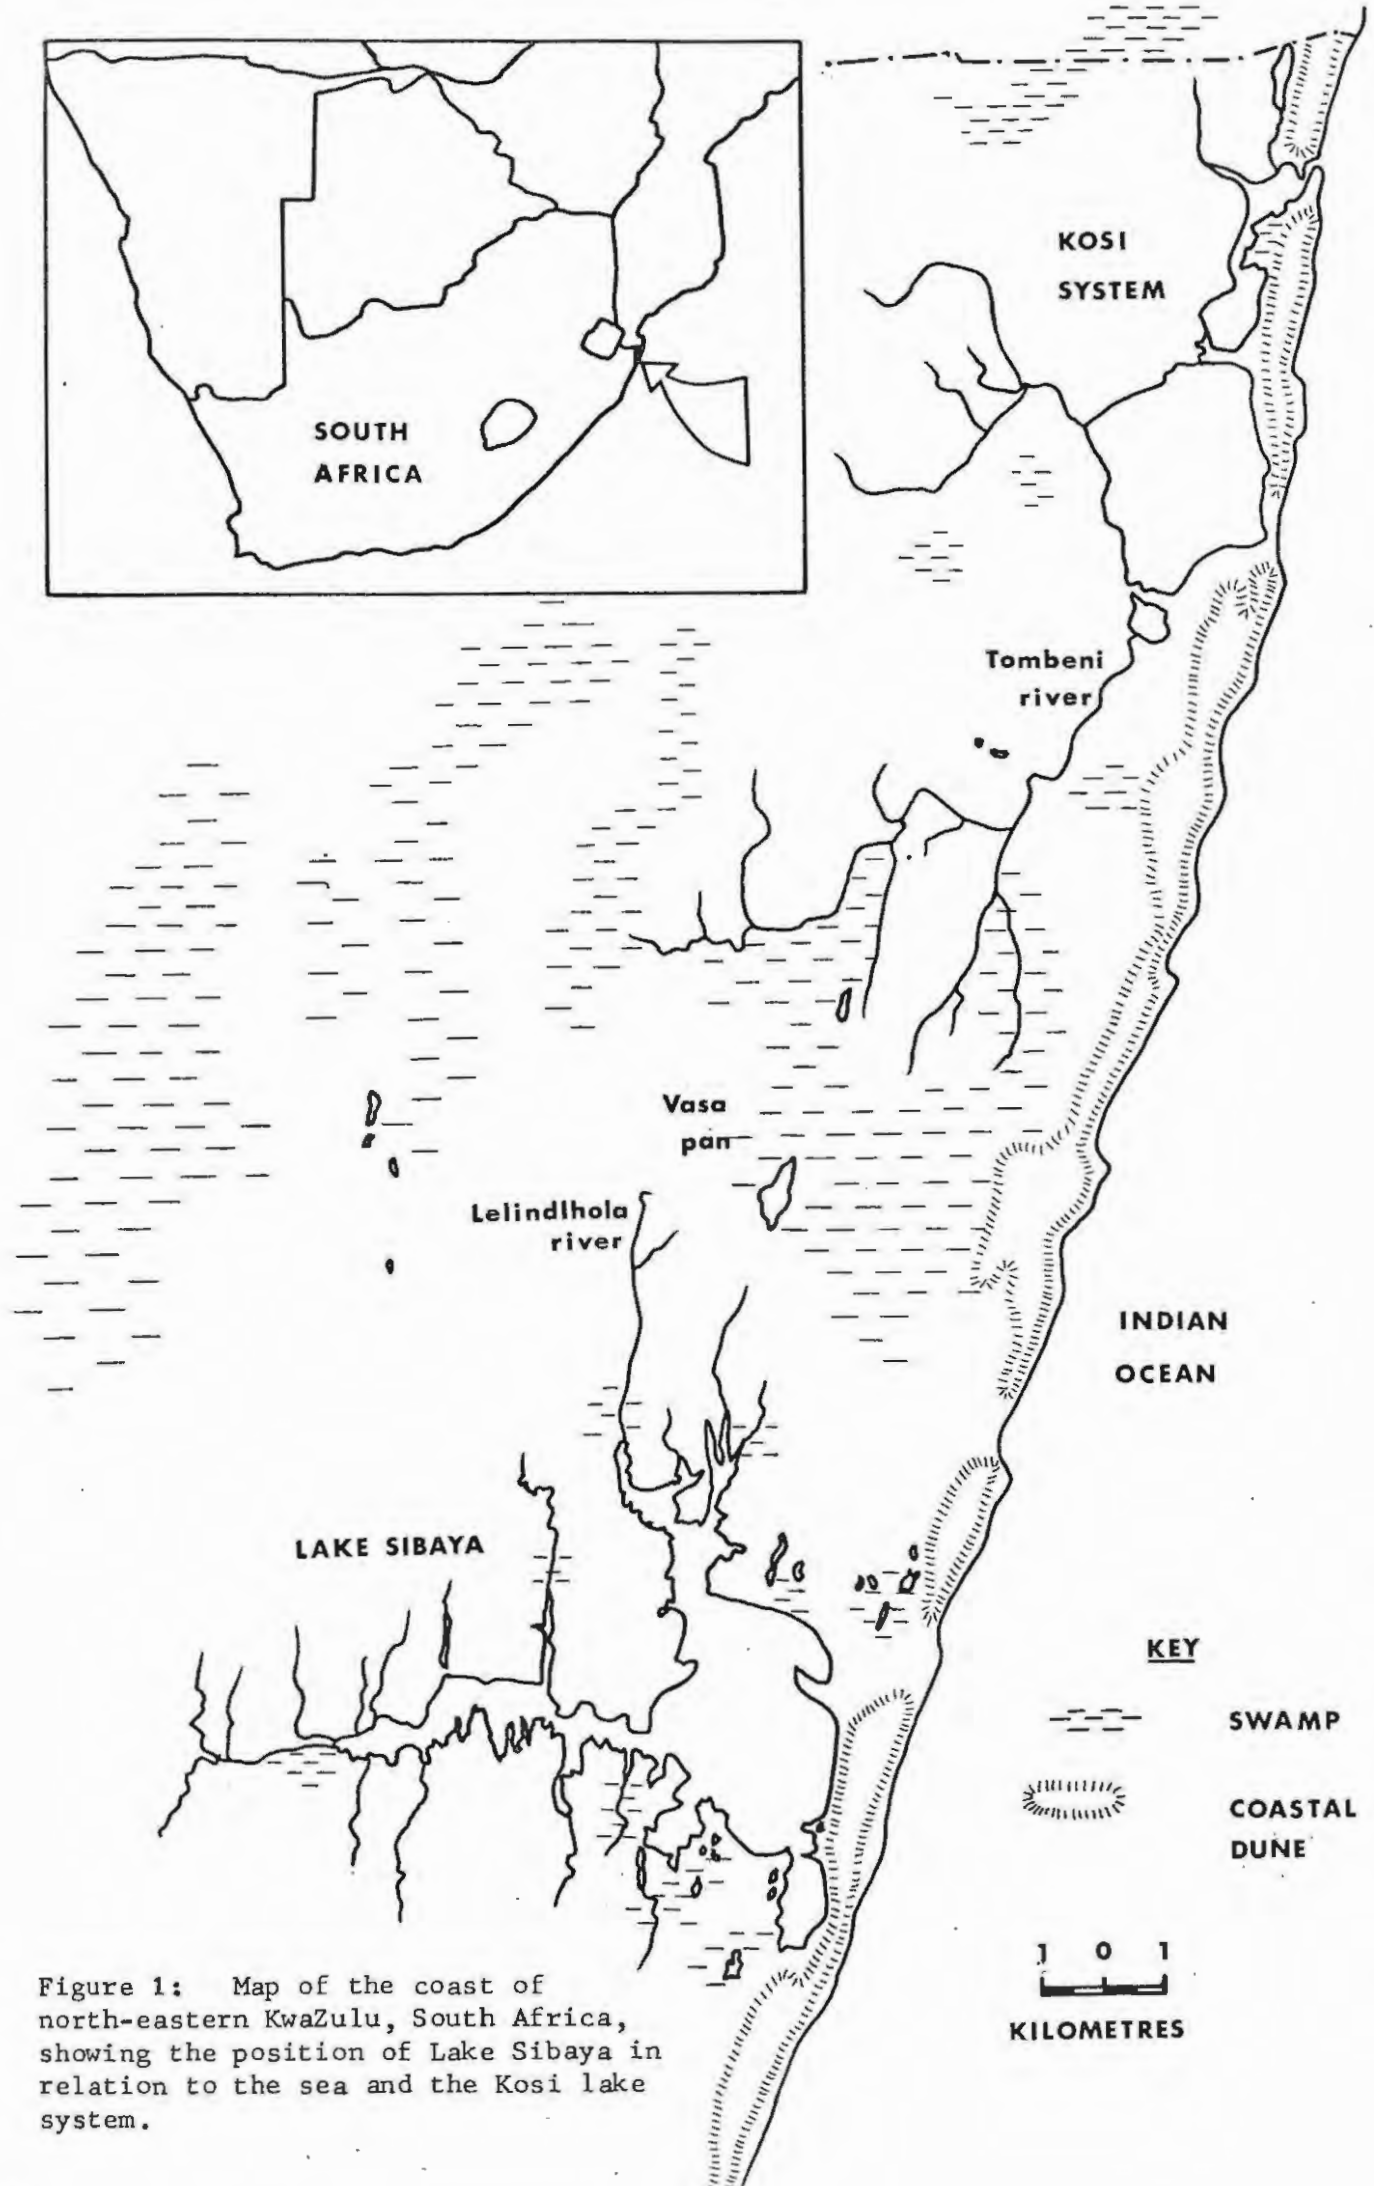 SOUTH
AFRICA
KOSI
SYSTEM
Tombeni
river
Vasa
pan
Lelindlhola
river
INDIAN
OCEAN
LAKE SIBAYA
KEY
SWAMP
COASTAL
DUNE
1 0 1
KILOMETRES
Figure 1: Map of the coast of
north-eastern KwaZulu, South Africa,
showing the position of Lake Sibaya in
relation to the sea and the Kosi lake
system.